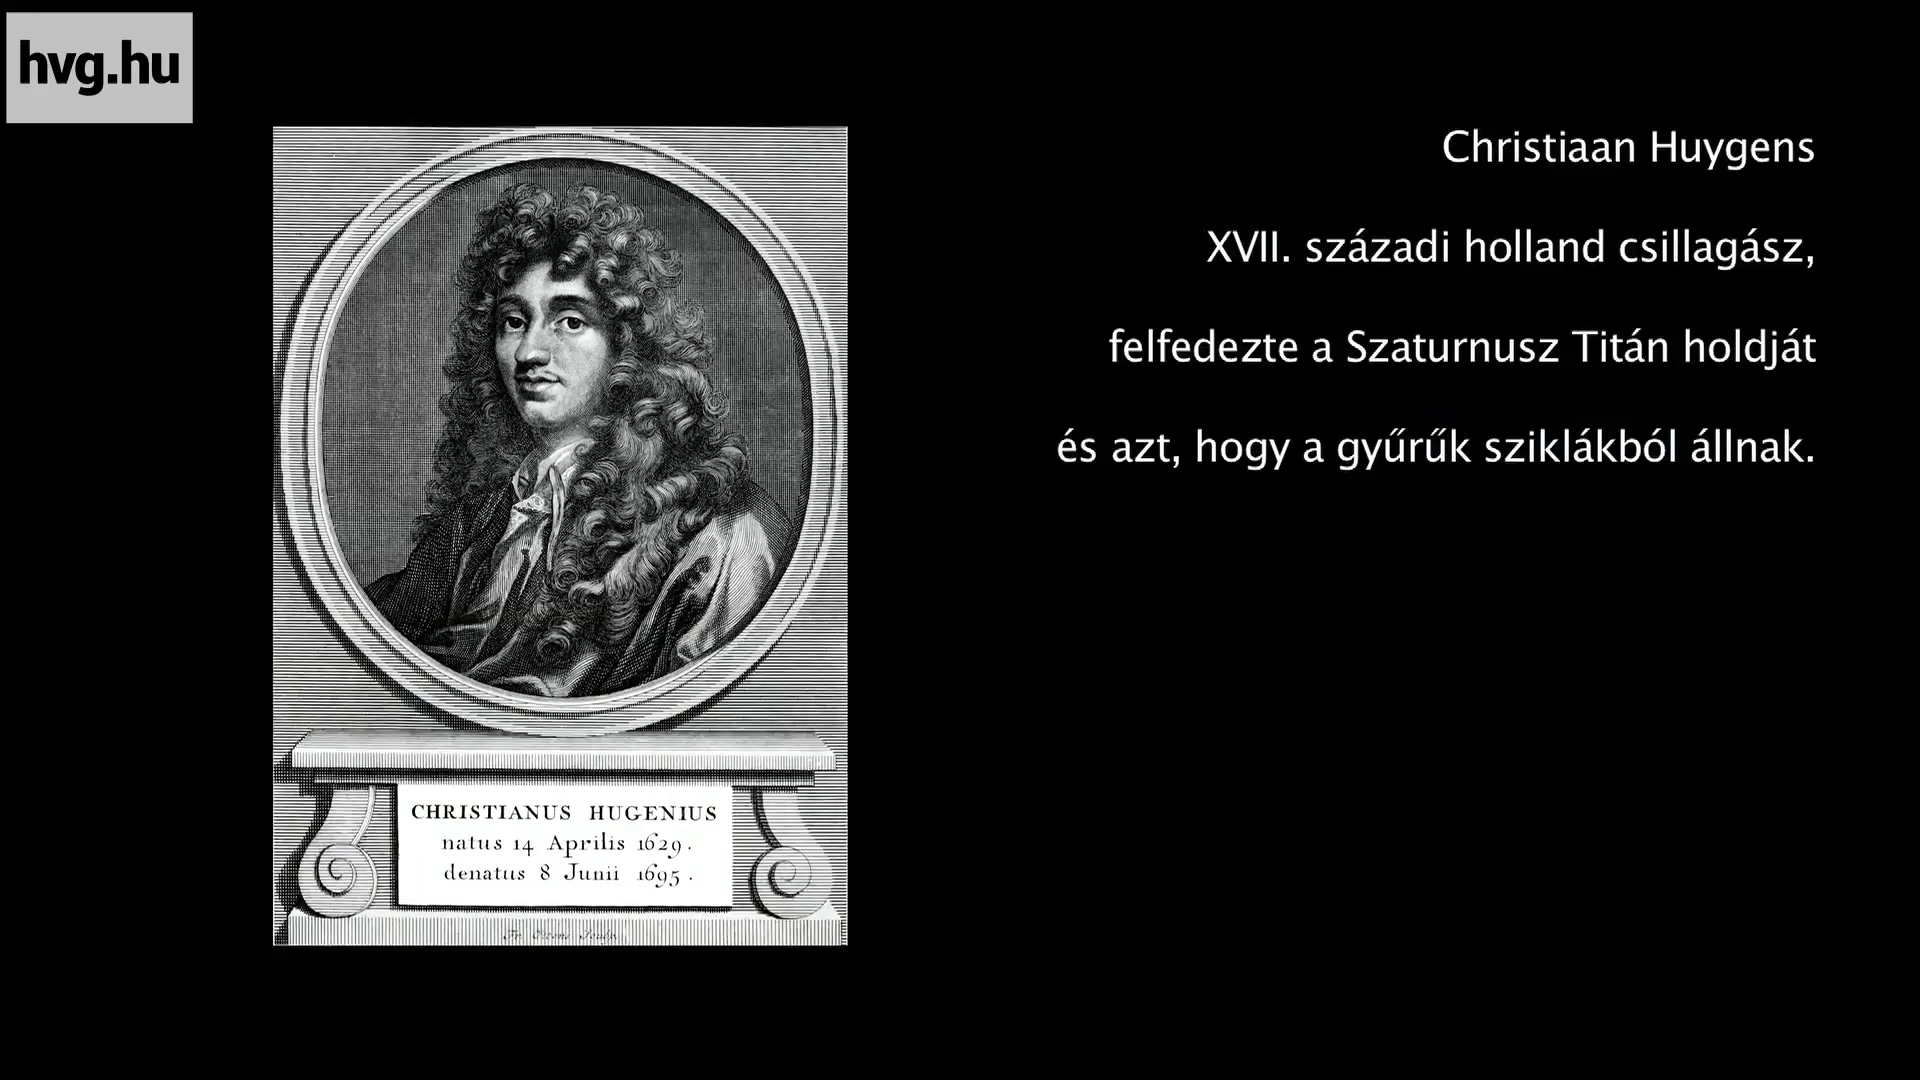 hvg.hu
Christiaan Huygens
XVII. századi holland csillagász,
felfedezte a Szaturnusz Titán holdját
és azt, hogy a gyűrűk sziklákból állnak.
CHRISTIANUS HUGENIUS
natus 14 Aprilis 1629.
denatus 8 Junii 1695.